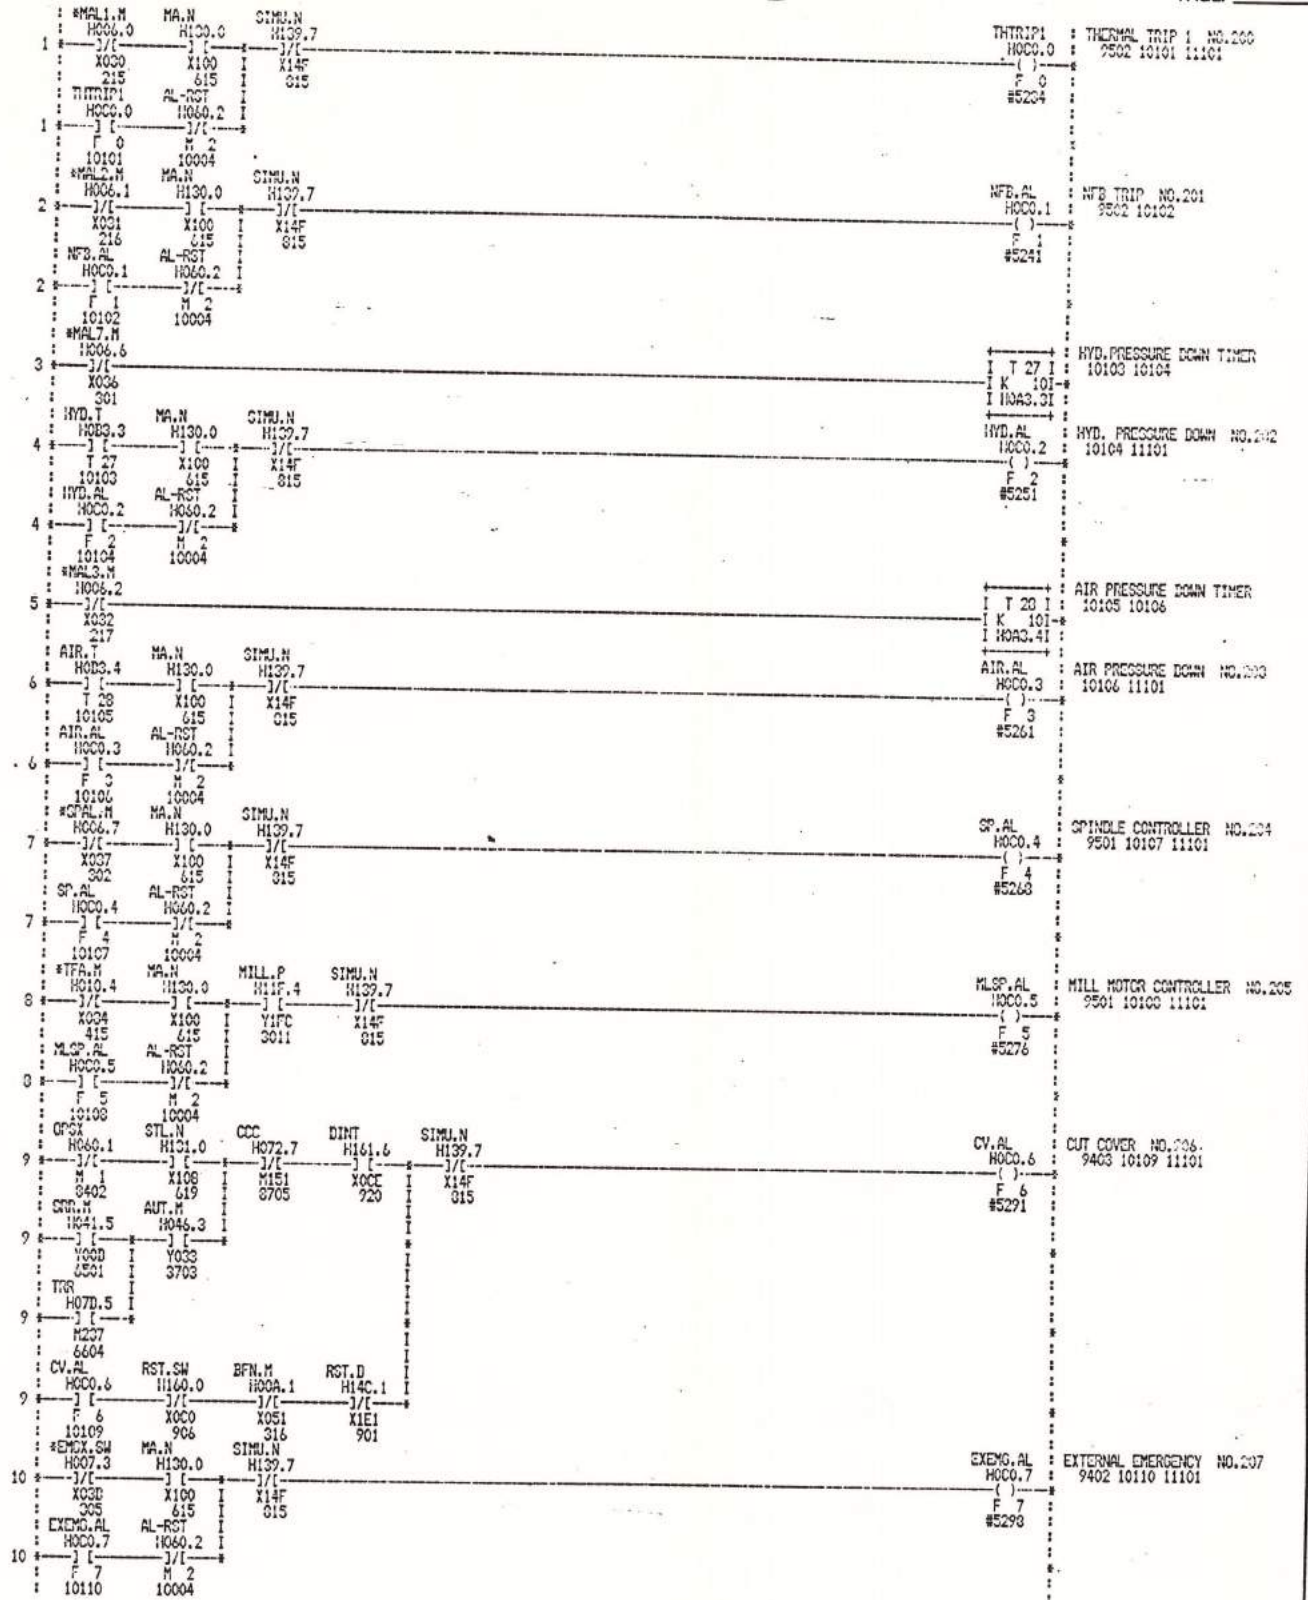 *MAL1.M MA.N SIMU.N THTRIP1 THERMAL TRIP 1 NO.200
H006.0 H130.0 H139.7 H0C0.0 9502 10101 11101
1 ]/[ ] [ ]/[ ( )
X030 X100 X14F F 0
215 615 815 #5234
THTRIP1 AL-RST
H0C0.0 H060.2
1 ] [ ]/[
F 0 M 2
10101 10004
*MAL2.M MA.N SIMU.N NFB.AL NFB TRIP NO.201
H006.1 H130.0 H139.7 H0C0.1 9502 10102
2 ]/[ ] [ ]/[ ( )
X031 X100 X14F F 1
216 615 815 #5241
NFB.AL AL-RST
H0C0.1 H060.2
2 ] [ ]/[
F 1 M 2
10102 10004
*MAL7.M HYD.PRESSURE DOWN TIMER
H006.6 10103 10104
3 ]/[ I T 27 I
X036 I K 10I
301 I H0A3.3I
HYD.T MA.N SIMU.N HYD.AL HYD. PRESSURE DOWN NO.202
H0B3.3 H130.0 H139.7 H0C0.2 10104 11101
4 ] [ ] [ ]/[ ( )
T 27 X100 X14F F 2
10103 615 815 #5251
HYD.AL AL-RST
H0C0.2 H060.2
4 ] [ ]/[
F 2 M 2
10104 10004
*MAL3.M AIR PRESSURE DOWN TIMER
H006.2 10105 10106
5 ]/[ I T 28 I
X032 I K 10I
217 I H0A3.4I
AIR.T MA.N SIMU.N AIR.AL AIR PRESSURE DOWN NO.203
H0B3.4 H130.0 H139.7 H0C0.3 10106 11101
6 ] [ ] [ ]/[ ( )
T 28 X100 X14F F 3
10105 615 815 #5261
AIR.AL AL-RST
H0C0.3 H060.2
6 ] [ ]/[
F 3 M 2
10106 10004
*SPAL.M MA.N SIMU.N SP.AL SPINDLE CONTROLLER NO.204
H006.7 H130.0 H139.7 H0C0.4 9501 10107 11101
7 ]/[ ] [ ]/[ ( )
X037 X100 X14F F 4
302 615 815 #5268
SP.AL AL-RST
H0C0.4 H060.2
7 ] [ ]/[
F 4 M 2
10107 10004
*TFA.M MA.N MILL.P SIMU.N MLSP.AL MILL MOTOR CONTROLLER NO.205
H010.4 H130.0 H11F.4 H139.7 H0C0.5 9501 10108 11101
8 ]/[ ] [ ] [ ]/[ ( )
X084 X100 Y1FC X14F F 5
415 615 3011 815 #5276
MLSP.AL AL-RST
H0C0.5 H060.2
8 ] [ ]/[
F 5 M 2
10108 10004
OPSX STL.N CCC DINT SIMU.N CV.AL CUT COVER NO.206
H060.1 H131.0 H072.7 H161.6 H139.7 H0C0.6 9403 10109 11101
9 ]/[ ] [ ]/[ ] [ ]/[ ( )
M 1 X108 M151 X0CE X14F F 6
8402 619 8705 920 815 #5291
SRR.M AUT.M
H041.5 H046.3
9 ] [ ] [
Y00D Y033
6501 3703
TRR
H07D.5
9 ] [
M237
6604
CV.AL RST.SW BFN.M RST.D
H0C0.6 H160.0 H00A.1 H14C.1
9 ] [ ]/[ ]/[ ]/[
F 6 X0C0 X051 X1E1
10109 906 316 901
*EMGX.SW MA.N SIMU.N EXEMG.AL EXTERNAL EMERGENCY NO.207
H007.3 H130.0 H139.7 H0C0.7 9402 10110 11101
10 ]/[ ] [ ]/[ ( )
X03B X100 X14F F 7
305 615 815 #5298
EXEMG.AL AL-RST
H0C0.7 H060.2
10 ] [ ]/[
F 7 M 2
10110 10004